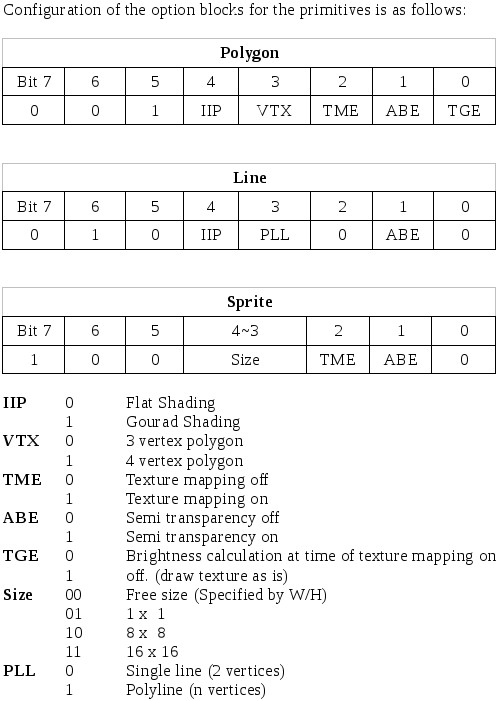 Configuration of the option blocks for the primitives is as follows:
Polygon
Bit 7 6 5 4 3 2 1 0
0 0 1 IIP VTX TME ABE TGE
Line
Bit 7 6 5 4 3 2 1 0
0 1 0 IIP PLL 0 ABE 0
Sprite
Bit 7 6 5 4~3 2 1 0
1 0 0 Size TME ABE 0
IIP 0 Flat Shading
1 Gourad Shading
VTX 0 3 vertex polygon
1 4 vertex polygon
TME 0 Texture mapping off
1 Texture mapping on
ABE 0 Semi transparency off
1 Semi transparency on
TGE 0 Brightness calculation at time of texture mapping on
1 off. (draw texture as is)
Size 00 Free size (Specified by W/H)
01 1 x 1
10 8 x 8
11 16 x 16
PLL 0 Single line (2 vertices)
1 Polyline (n vertices)